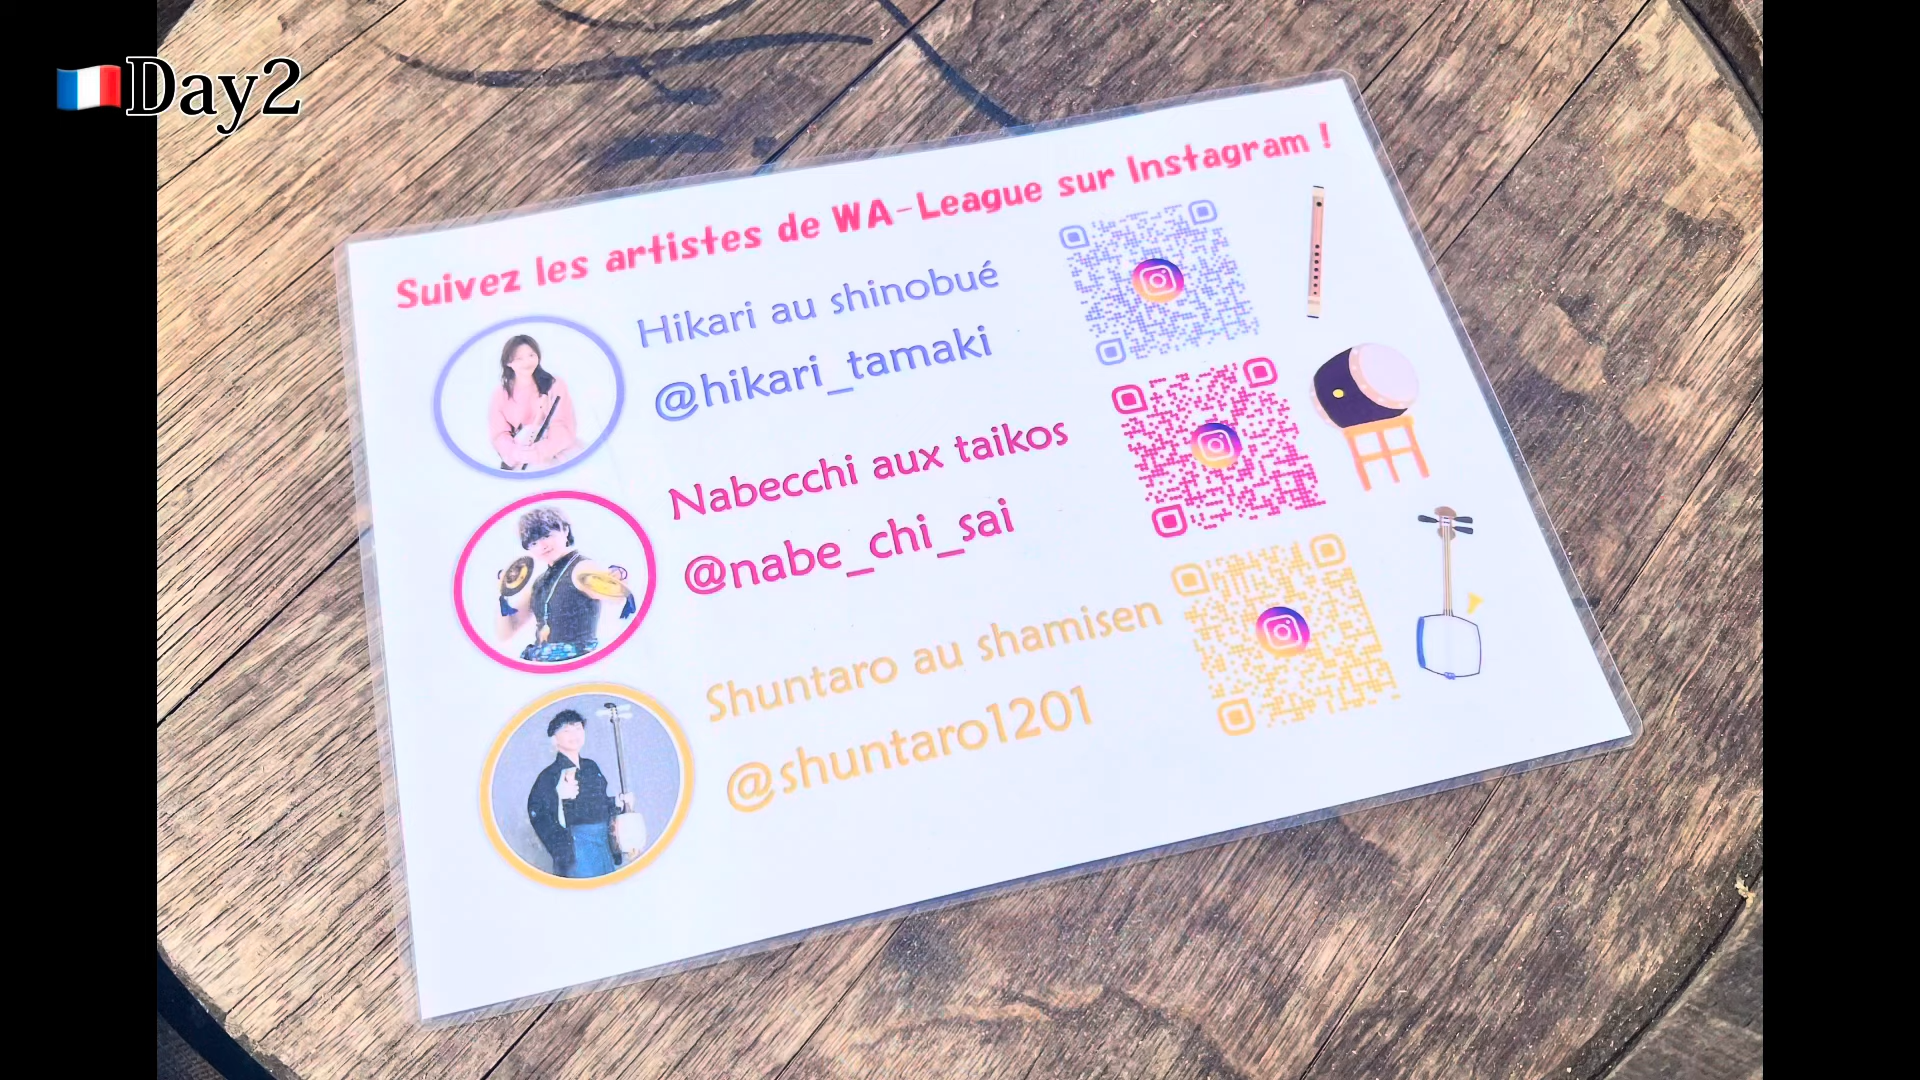 🇫🇷Day2
Suivez les artistes de WA-League sur Instagram !
Hikari au shinobué
@hikari_tamaki
Nabecchi aux taikos
@nabe_chi_sai
Shuntaro au shamisen
@shuntaro1201